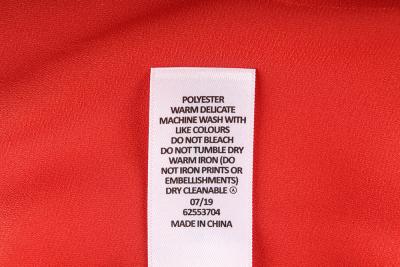 POLYESTER
WARM DELICATE
MACHINE WASH WITH
LIKE COLOURS
DO NOT BLEACH
DO NOT TUMBLE DRY
WARM IRON (DO
NOT IRON PRINTS OR
EMBELLISHMENTS)
DRY CLEANABLE Ⓐ
07/19
62553704
MADE IN CHINA